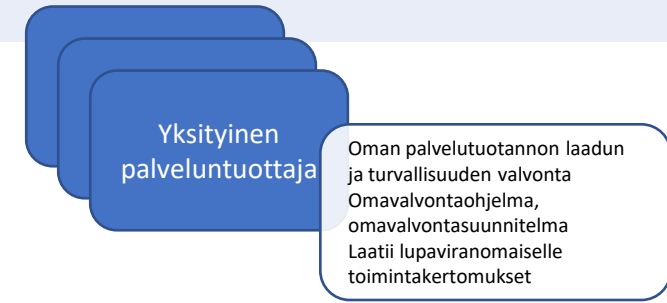 Yksityinen
palveluntuottaja
Oman palvelutuotannon laadun
ja turvallisuuden valvonta
Omavalvontaohjelma,
omavalvontasuunnitelma
Laatii lupaviranomaiselle
toimintakertomukset